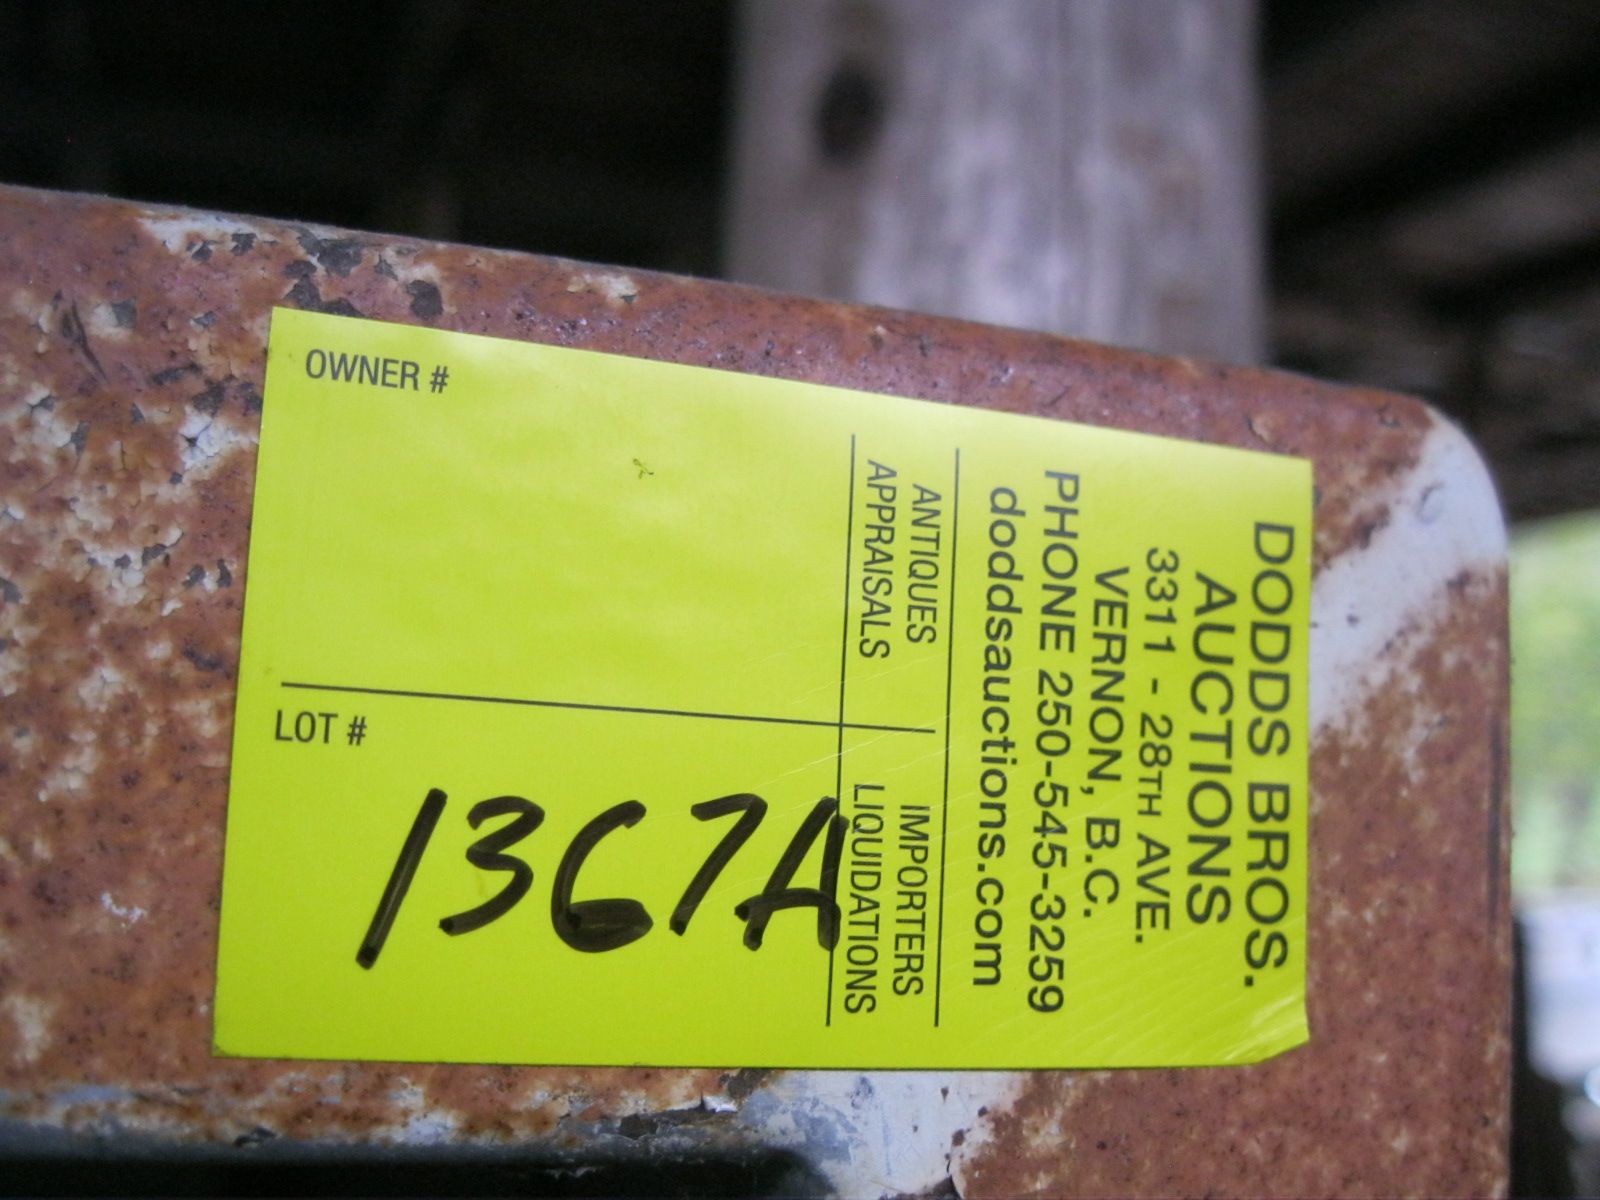 DODDS BROS.
AUCTIONS
3311 - 28TH AVE.
VERNON, B.C.
PHONE 250-545-3259
doddsauctions.com
ANTIQUES IMPORTERS
APPRAISALS LIQUIDATIONS
OWNER #
LOT #
1367A